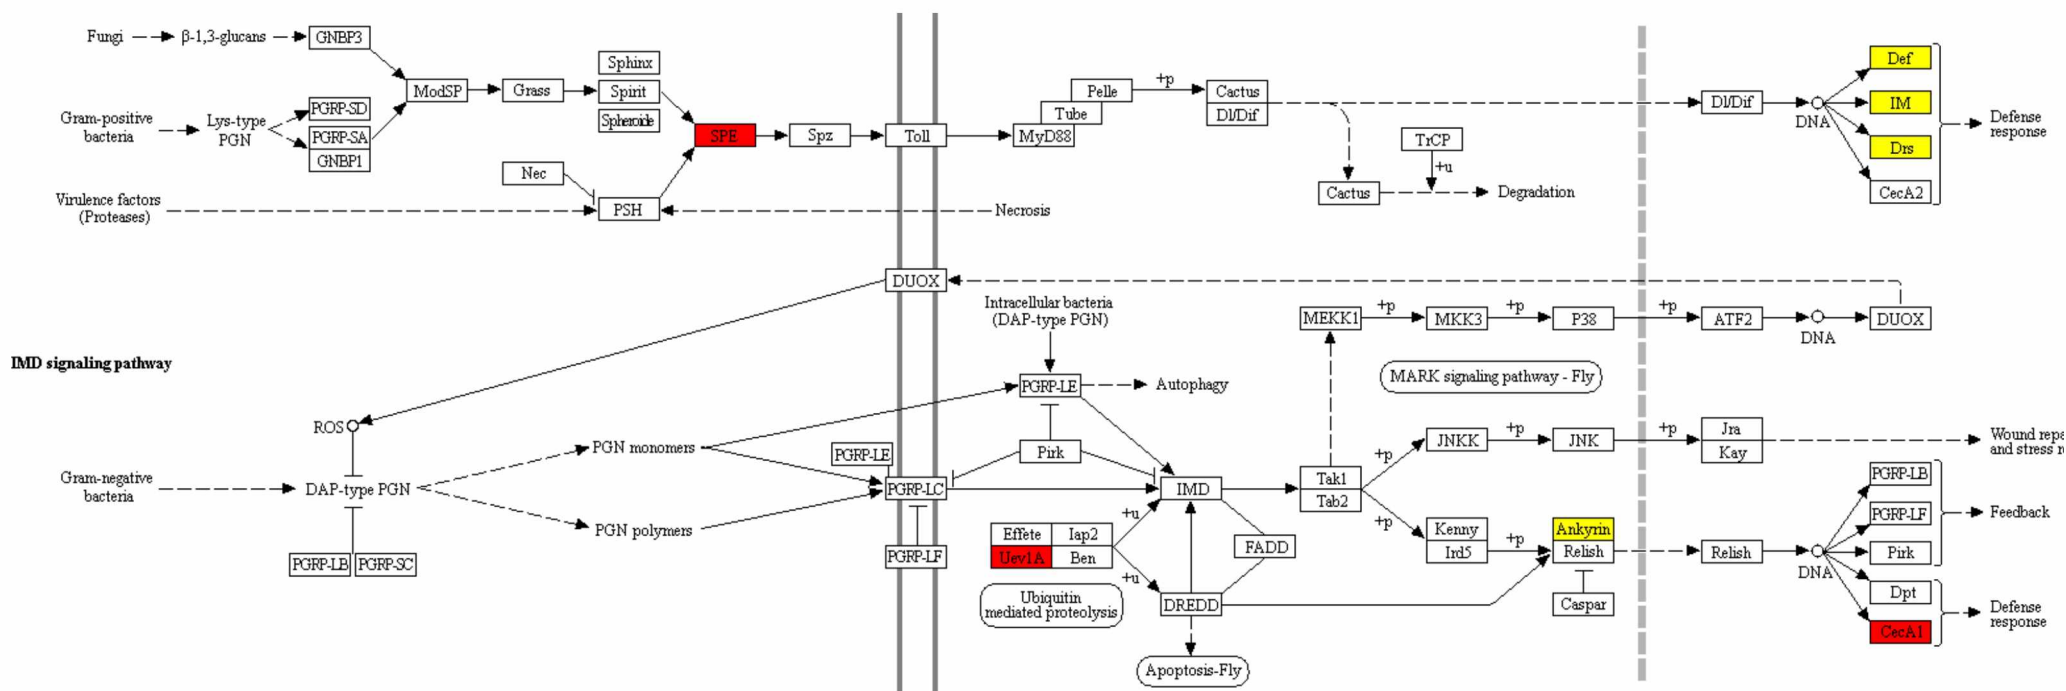 Fungi
β-1,3-glucans
GNBP3
Sphinx
ModSP
Grass
Spirit
Spheroide
Gram-positive
bacteria
Lys-type
PGN
PGRP-SD
PGRP-SA
GNBP1
SPE
Spz
Toll
MyD88
Tube
Pelle
+p
Cactus
Dl/Dif
TrCP
+u
Cactus
Degradation
Dl/Dif
DNA
Def
IM
Drs
CecA2
Defense
response
Nec
Virulence factors
(Proteases)
PSH
Necrosis
DUOX
Intracellular bacteria
(DAP-type PGN)
MEKK1
+p
MKK3
+p
P38
+p
ATF2
DNA
DUOX
IMD signaling pathway
MARK signaling pathway - Fly
PGRP-LE
Autophagy
ROS
PGN monomers
PGRP-LE
Pirk
+p
JNKK
+p
JNK
+p
Jra
Kay
Wound repa
and stress r
Gram-negative
bacteria
DAP-type PGN
PGRP-LC
IMD
Tak1
Tab2
+p
PGN polymers
PGRP-LF
PGRP-LB
PGRP-SC
Effete
Iap2
Uev1A
Ben
+u
+u
FADD
Kenny
Ird5
+p
Ankyrin
Relish
Caspar
Relish
DNA
PGRP-LB
PGRP-LF
Pirk
Feedback
Dpt
CecA1
Defense
response
Ubiquitin
mediated proteolysis
DREDD
Apoptosis-Fly